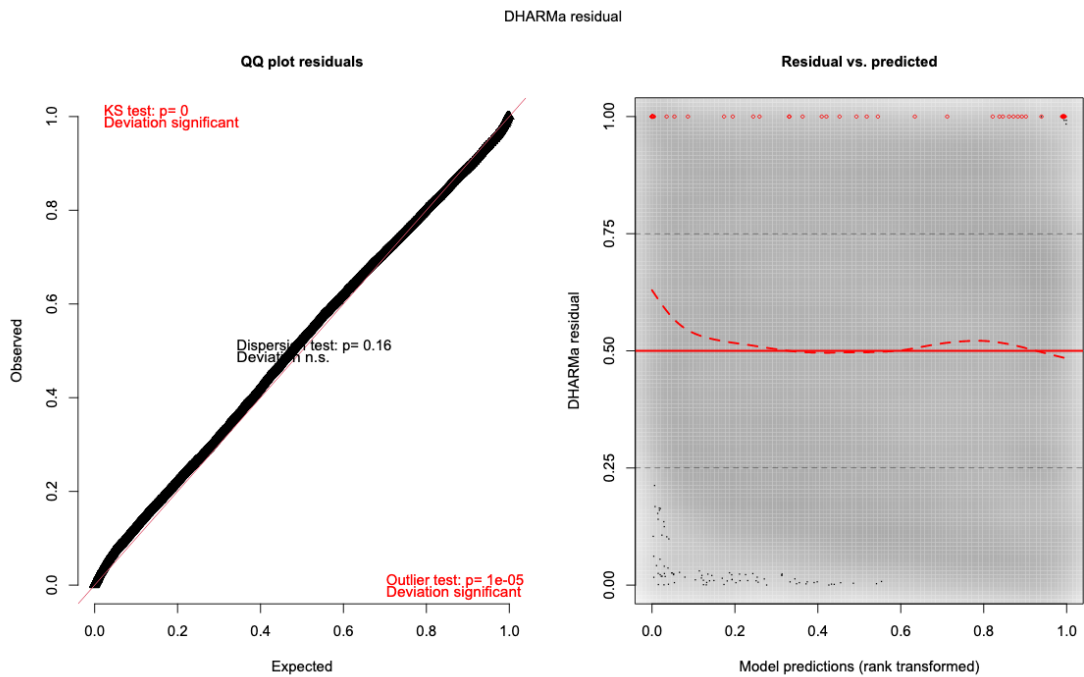 DHARMa residual
QQ plot residuals
KS test: p= 0
Deviation significant
Dispersion test: p= 0.16
Deviation n.s.
Outlier test: p= 1e-05
Deviation significant
Observed
0.0
0.2
0.4
0.6
0.8
1.0
0.0
0.2
0.4
0.6
0.8
1.0
Expected
Residual vs. predicted
DHARMa residual
0.00
0.25
0.50
0.75
1.00
0.0
0.2
0.4
0.6
0.8
1.0
Model predictions (rank transformed)